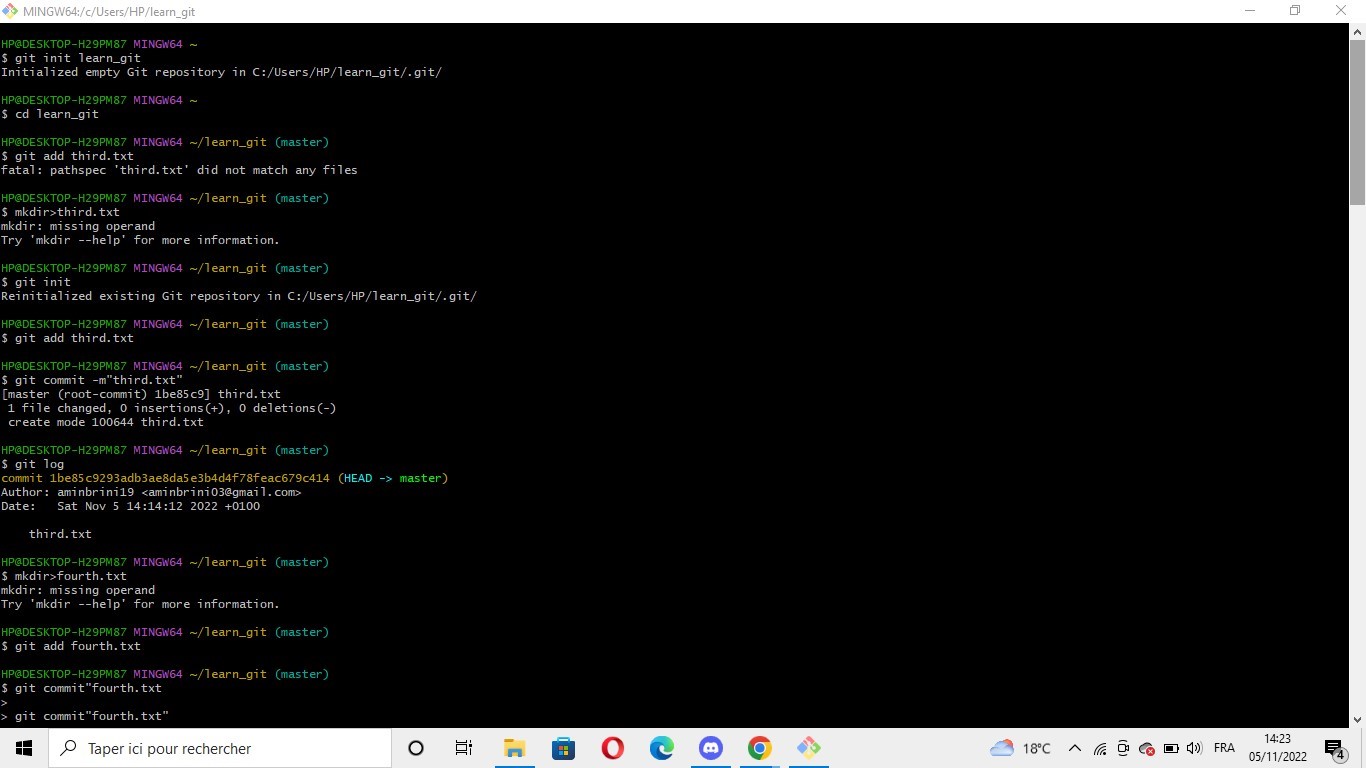 MINGW64:/c/Users/HP/learn_git
HP@DESKTOP-H29PM87 MINGW64 ~
$ git init learn_git
Initialized empty Git repository in C:/Users/HP/learn_git/.git/
HP@DESKTOP-H29PM87 MINGW64 ~
$ cd learn_git
HP@DESKTOP-H29PM87 MINGW64 ~/learn_git (master)
$ git add third.txt
fatal: pathspec 'third.txt' did not match any files
HP@DESKTOP-H29PM87 MINGW64 ~/learn_git (master)
$ mkdir>third.txt
mkdir: missing operand
Try 'mkdir --help' for more information.
HP@DESKTOP-H29PM87 MINGW64 ~/learn_git (master)
$ git init
Reinitialized existing Git repository in C:/Users/HP/learn_git/.git/
HP@DESKTOP-H29PM87 MINGW64 ~/learn_git (master)
$ git add third.txt
HP@DESKTOP-H29PM87 MINGW64 ~/learn_git (master)
$ git commit -m"third.txt"
[master (root-commit) 1be85c9] third.txt
 1 file changed, 0 insertions(+), 0 deletions(-)
 create mode 100644 third.txt
HP@DESKTOP-H29PM87 MINGW64 ~/learn_git (master)
$ git log
commit 1be85c9293adb3ae8da5e3b4d4f78feac679c414 (HEAD -> master)
Author: aminbrini19 <aminbrini03@gmail.com>
Date:   Sat Nov 5 14:14:12 2022 +0100
    third.txt
HP@DESKTOP-H29PM87 MINGW64 ~/learn_git (master)
$ mkdir>fourth.txt
mkdir: missing operand
Try 'mkdir --help' for more information.
HP@DESKTOP-H29PM87 MINGW64 ~/learn_git (master)
$ git add fourth.txt
HP@DESKTOP-H29PM87 MINGW64 ~/learn_git (master)
$ git commit"fourth.txt
>
> git commit"fourth.txt"
Taper ici pour rechercher
18°C
FRA
14:23
05/11/2022
4